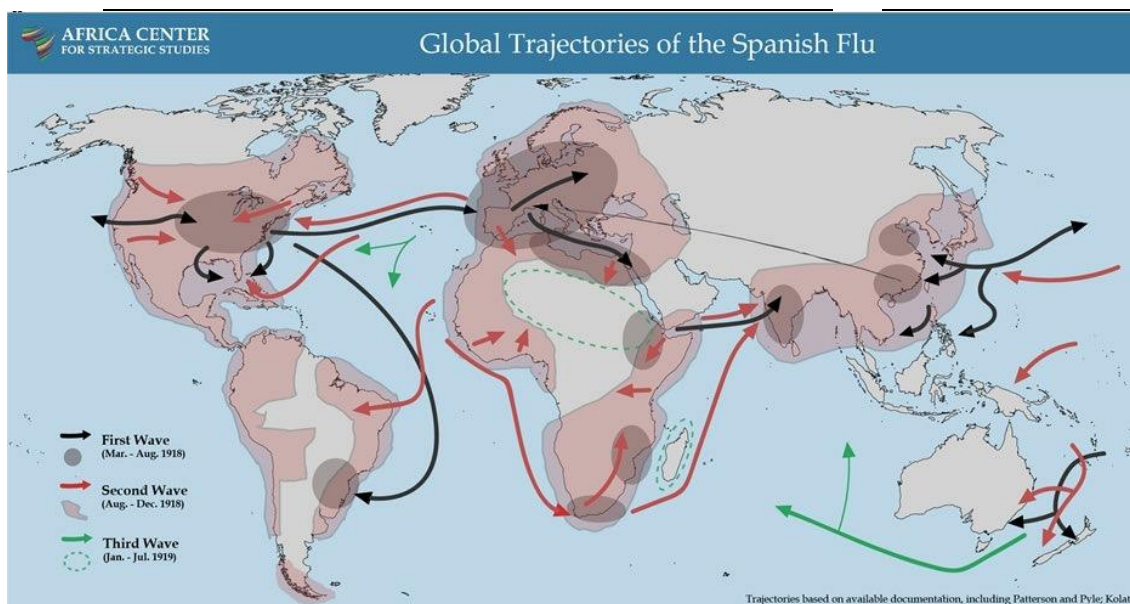 AFRICA CENTER
FOR STRATEGIC STUDIES
Global Trajectories of the Spanish Flu
First Wave
(Mar. - Aug. 1918)
Second Wave
(Aug. - Dec. 1918)
Third Wave
(Jan. - Jul. 1919)
Trajectories based on available documentation, including Patterson and Pyle; Kolat